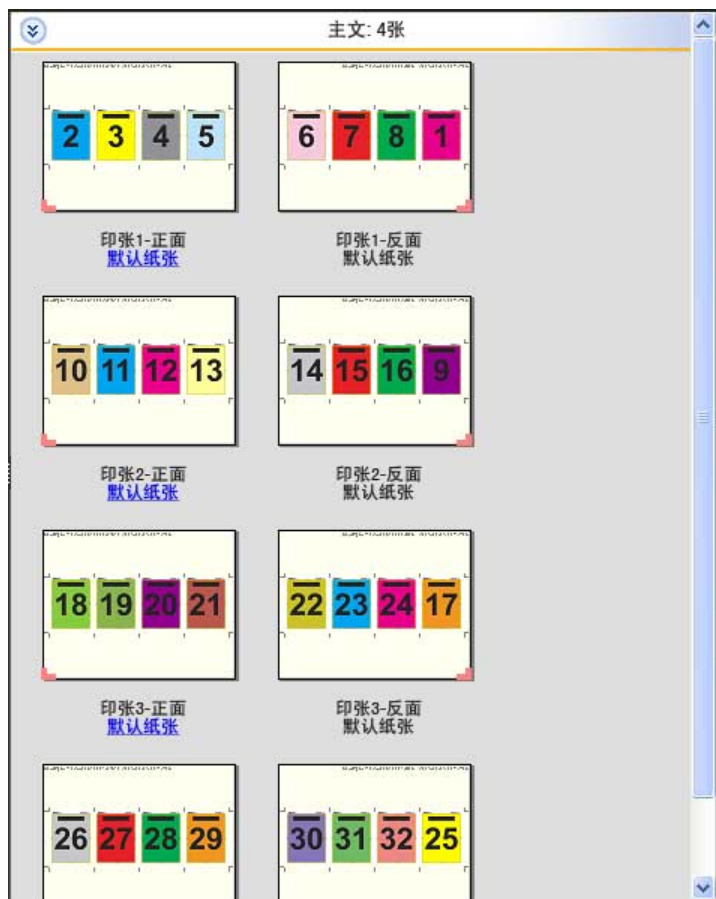 主文: 4张
2 3 4 5
6 7 8 1
印张1-正面
默认纸张
印张1-反面
默认纸张
10 11 12 13
14 15 16 9
印张2-正面
默认纸张
印张2-反面
默认纸张
18 19 20 21
22 23 24 17
印张3-正面
默认纸张
印张3-反面
默认纸张
26 27 28 29
30 31 32 25